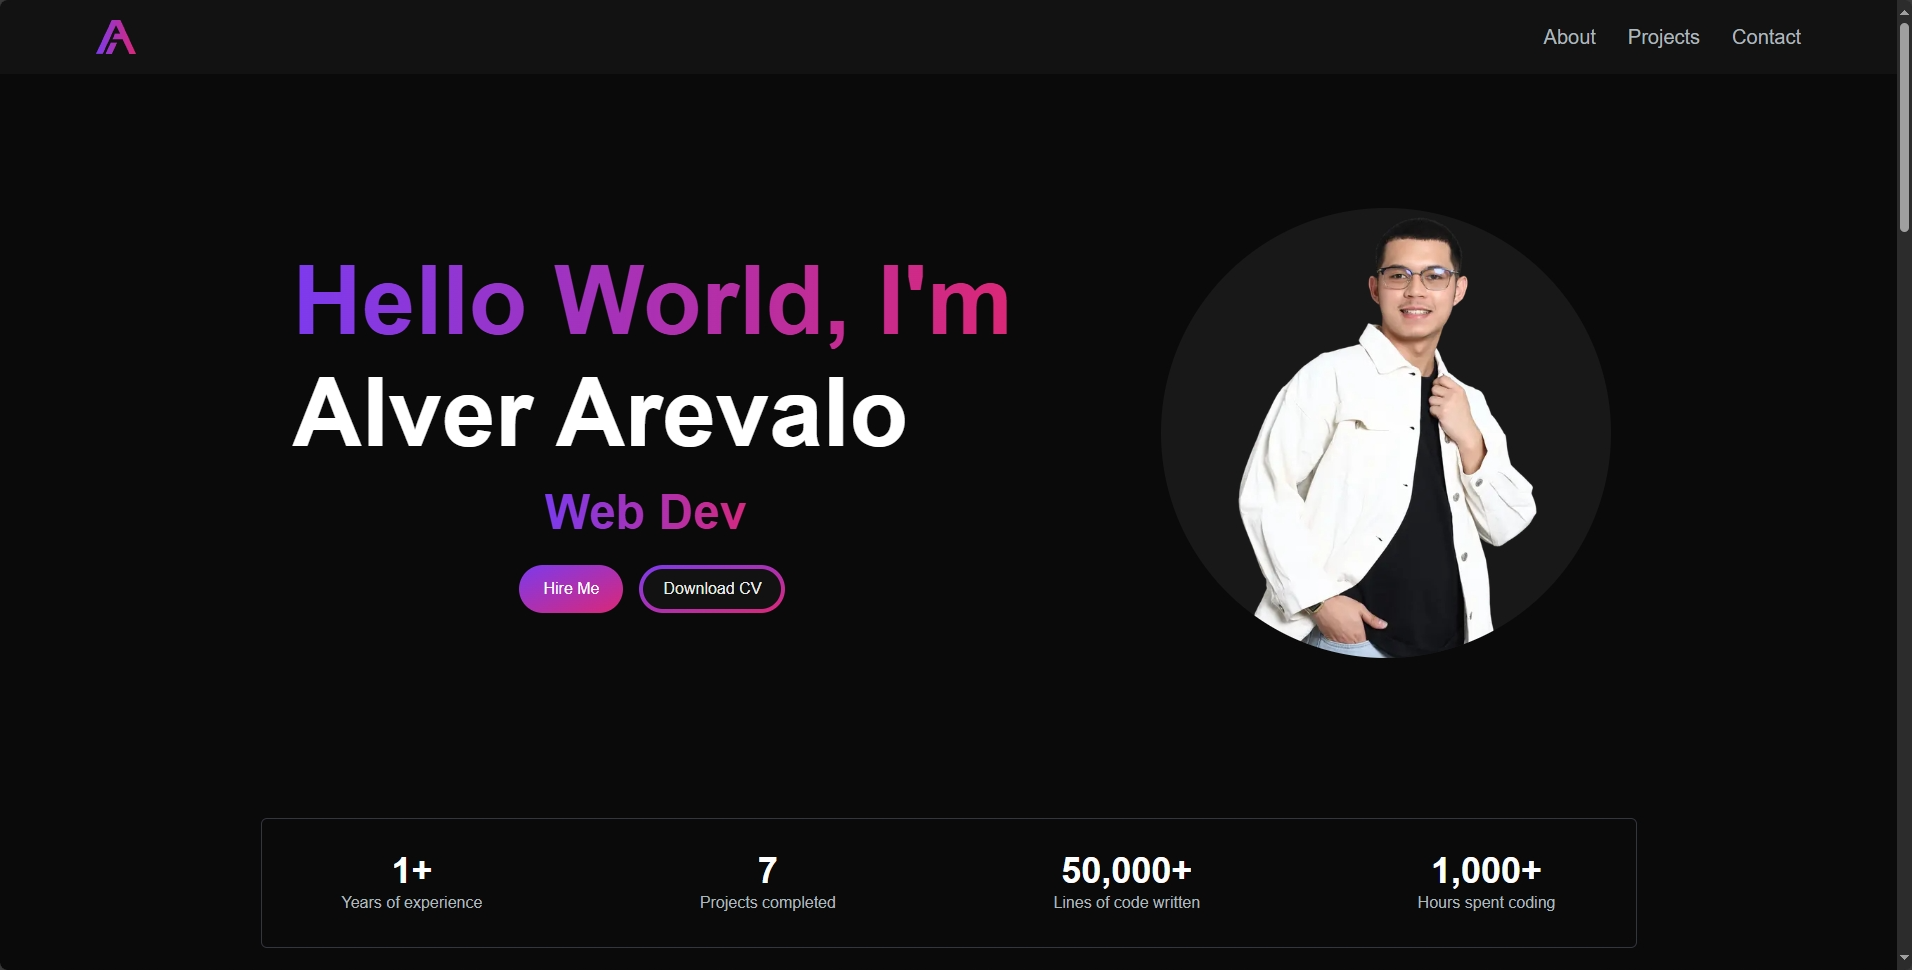 About Projects Contact
Hello World, I'm
Alver Arevalo
Web Dev
Hire Me Download CV
1+ 7 50,000+ 1,000+
Years of experience Projects completed Lines of code written Hours spent coding